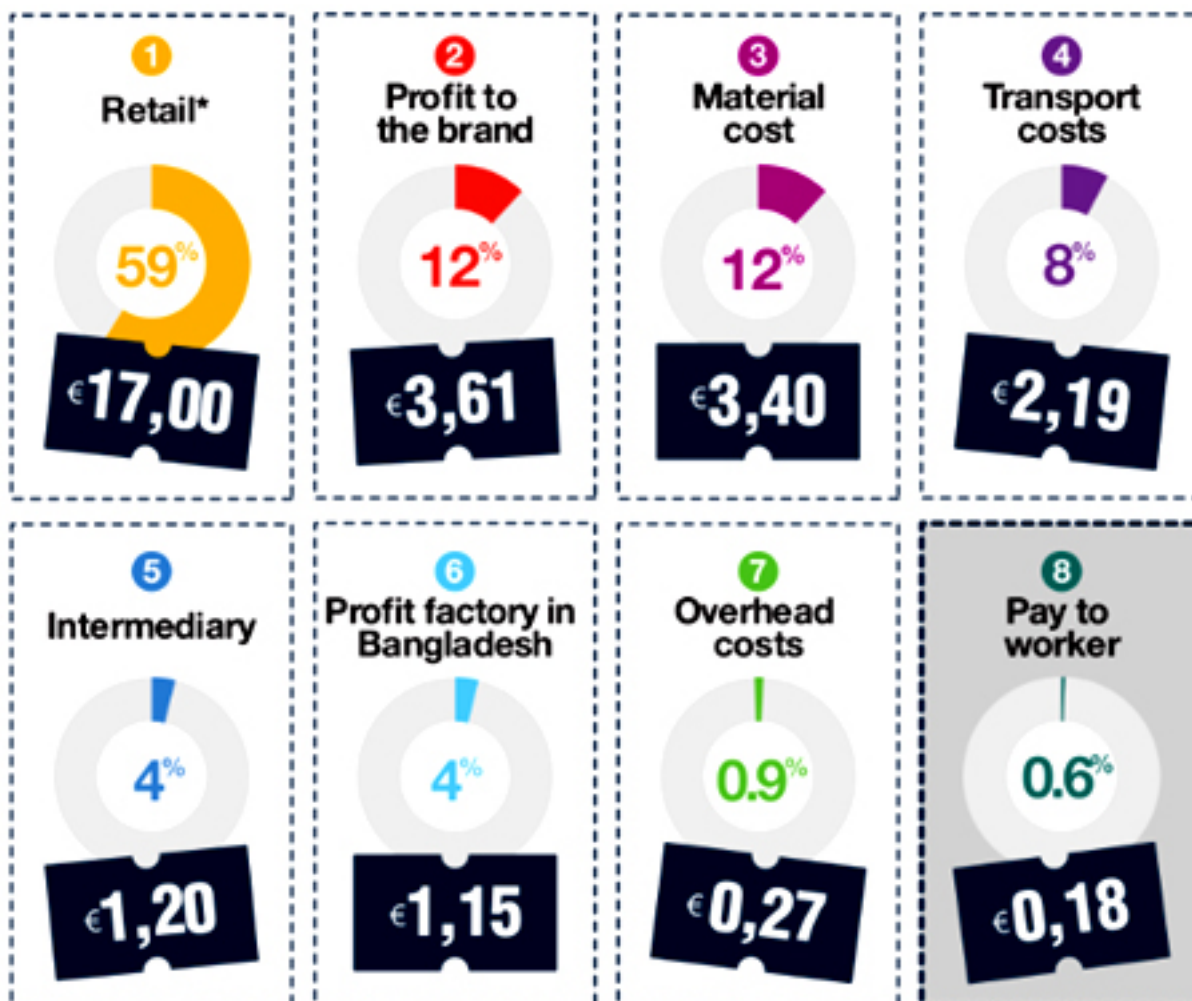 1
Retail*
59%
€17,00
2
Profit to
the brand
12%
€3,61
3
Material
cost
12%
€3,40
4
Transport
costs
8%
€2,19
5
Intermediary
4%
€1,20
6
Profit factory in
Bangladesh
4%
€1,15
7
Overhead
costs
0.9%
€0,27
8
Pay to
worker
0.6%
€0,18